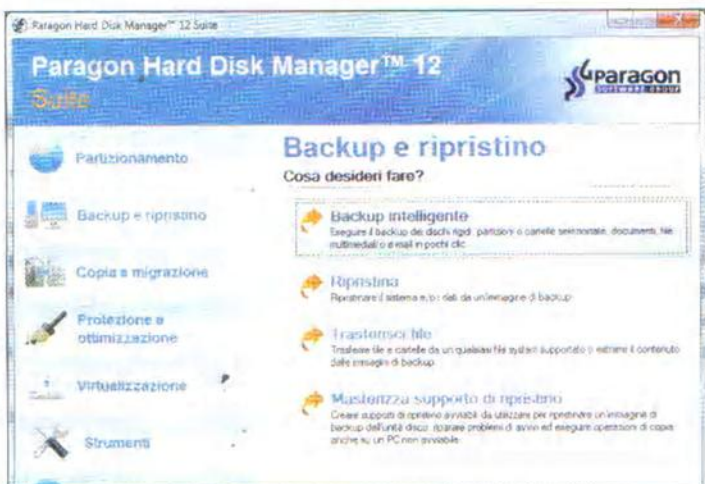 Paragon Hard Disk Manager™ 12 Suite
Paragon Hard Disk Manager™ 12
Suite
Paragon
SOFTWARE GROUP
Partizionamento
Backup e ripristino
Copia e migrazione
Protezione e
ottimizzazione
Virtualizzazione
Strumenti
Backup e ripristino
Cosa desideri fare?
Backup intelligente
Eseguire il backup dei dischi rigidi, partizioni o cartelle selezionate, documenti, file
multimediali o e-mail in pochi clic.
Ripristina
Ripristinare il sistema e/o i dati da un'immagine di backup
Trasferisci file
Trasferire file e cartelle da un qualsiasi file system supportato o estrarre il contenuto
dalle immagini di backup.
Masterizza supporto di ripristino
Creare supporti di ripristino avviabili da utilizzare per ripristinare un'immagine di
backup dell'unità disco, riparare problemi di avvio ed eseguire operazioni di copia
anche su un PC non avviabile.